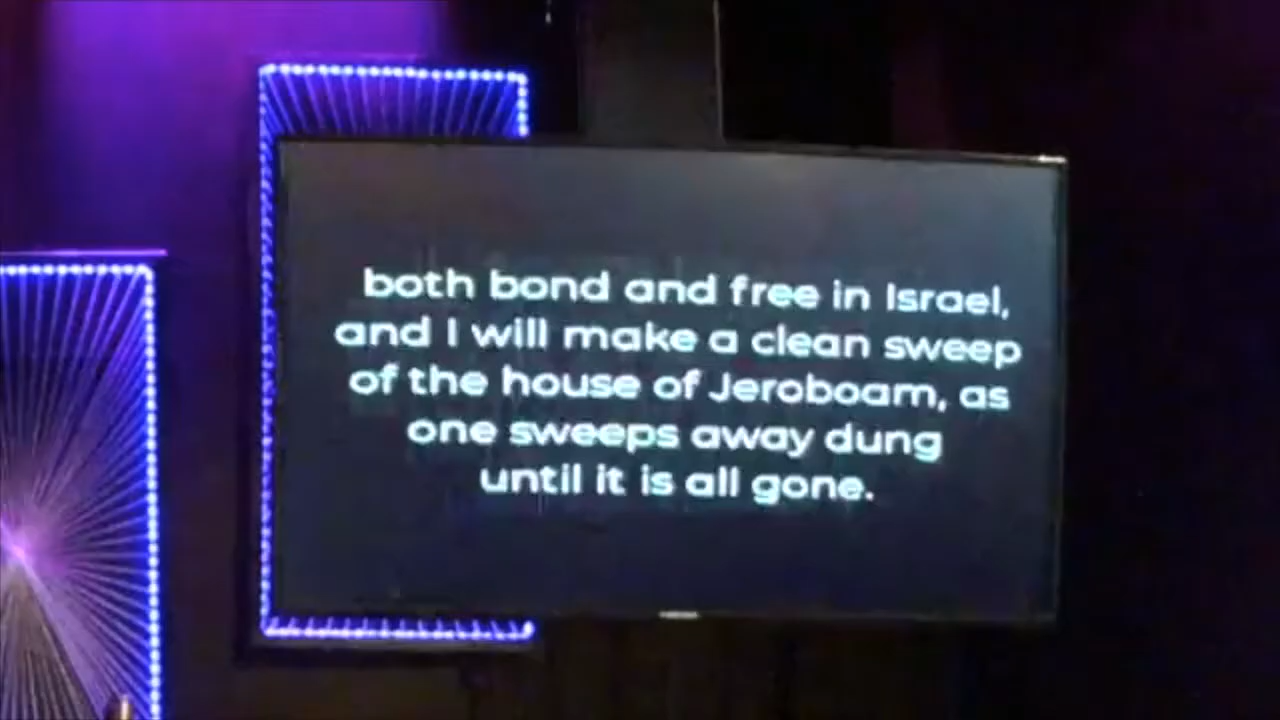 both bond and free in Israel,
and I will make a clean sweep
of the house of Jeroboam, as
one sweeps away dung
until it is all gone.